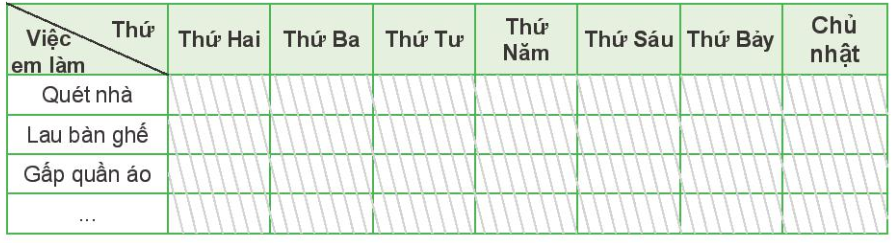 Thứ
Việc
em làm
Thứ Hai
Thứ Ba
Thứ Tư
Thứ
Năm
Thứ Sáu
Thứ Bảy
Chủ
nhật
Quét nhà
Lau bàn ghế
Gấp quần áo
...